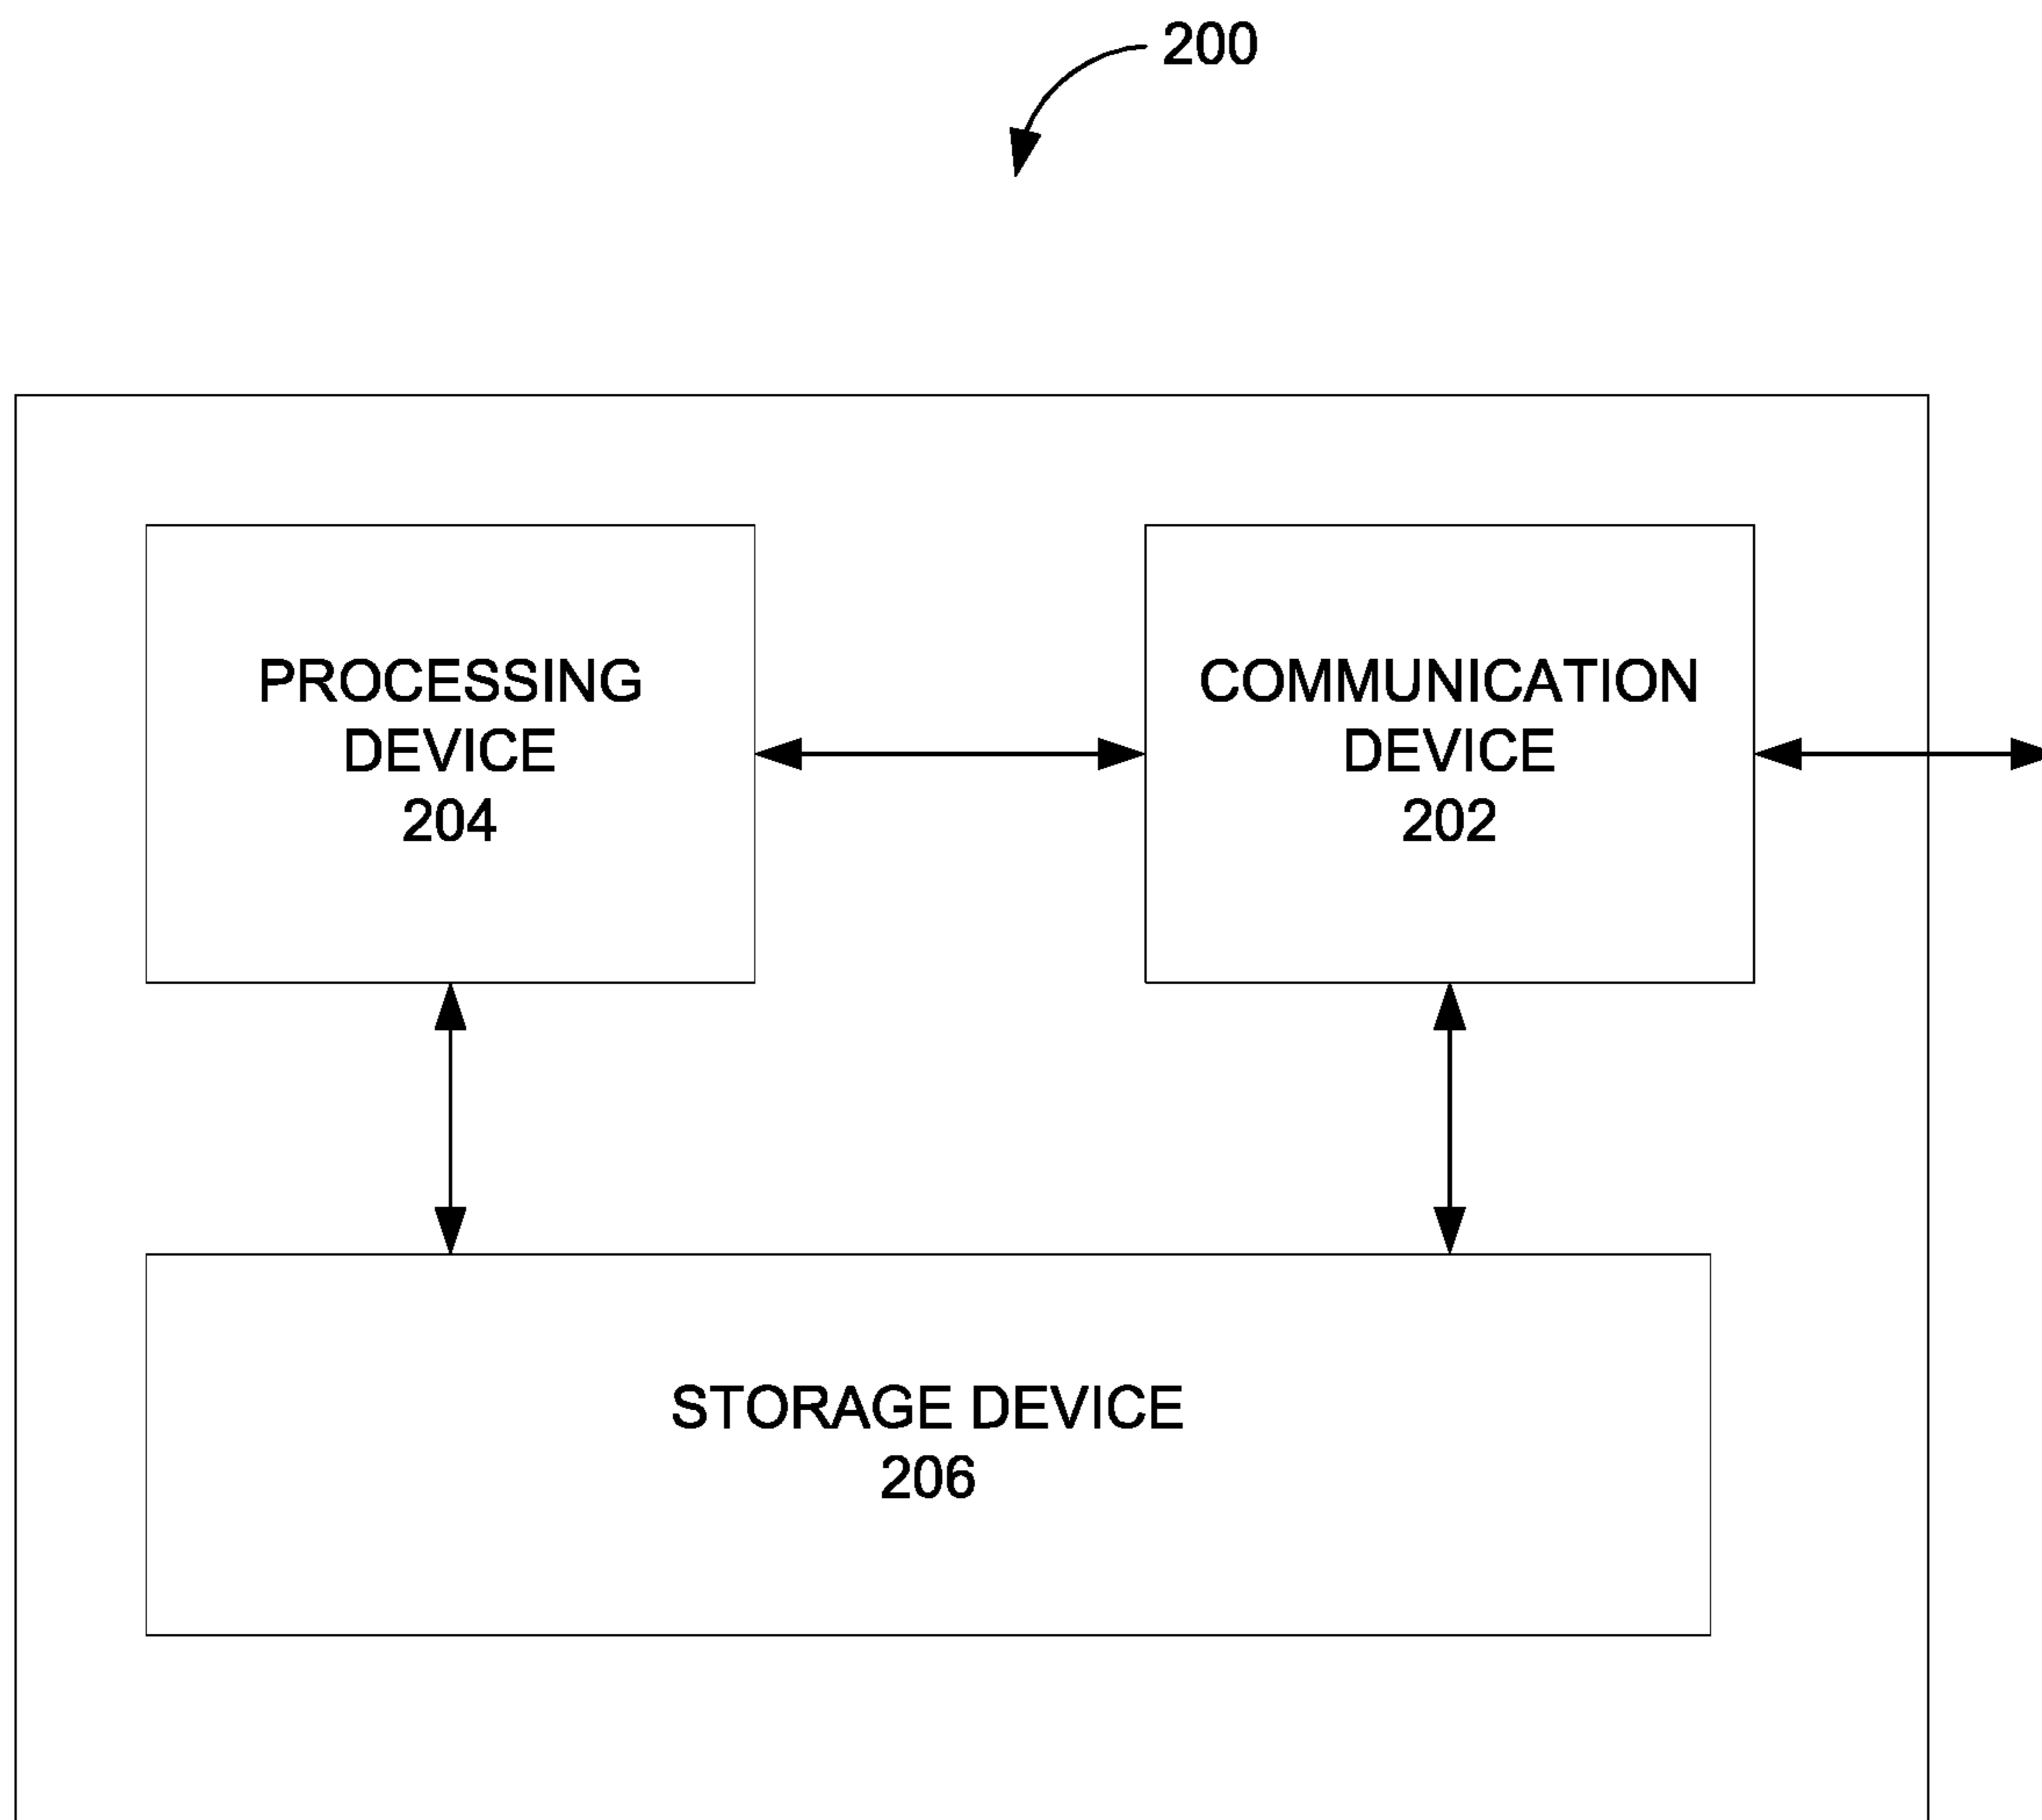 200
PROCESSING
DEVICE
204
COMMUNICATION
DEVICE
202
STORAGE DEVICE
206